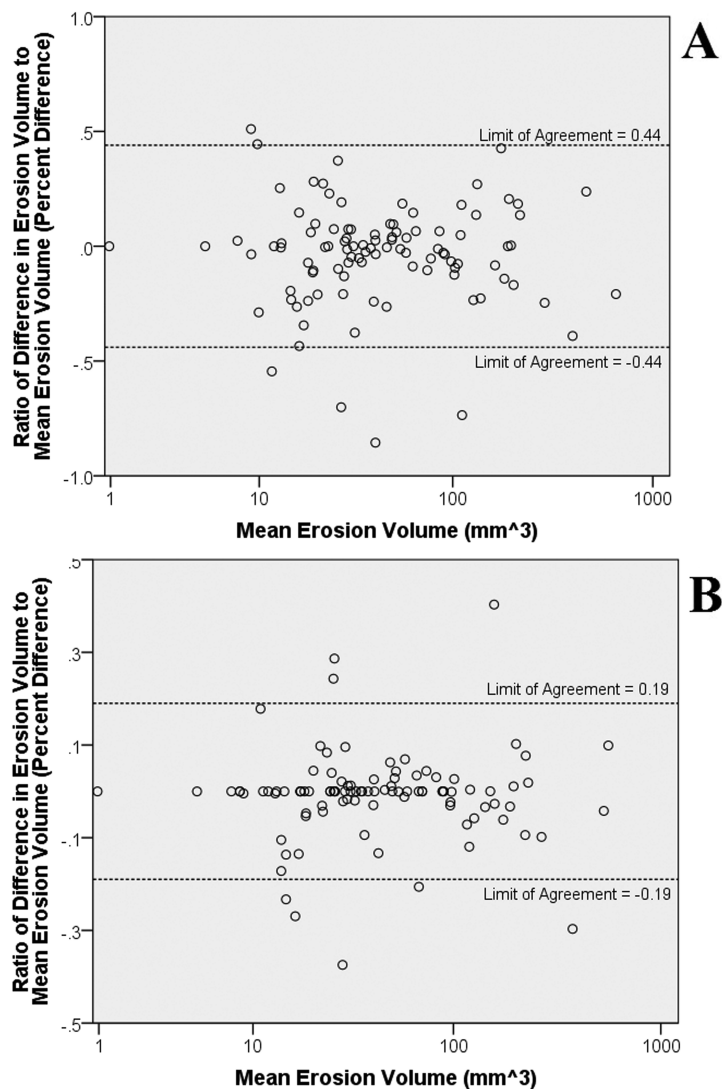 A
Ratio of Difference in Erosion Volume to
Mean Erosion Volume (Percent Difference)
1.0
.5
.0
-.5
-1.0
Limit of Agreement = 0.44
Limit of Agreement = -0.44
1 10 100 1000
Mean Erosion Volume (mm^3)
B
Ratio of Difference in Erosion Volume to
Mean Erosion Volume (Percent Difference)
.5
.3
.1
-.1
-.3
-.5
Limit of Agreement = 0.19
Limit of Agreement = -0.19
1 10 100 1000
Mean Erosion Volume (mm^3)